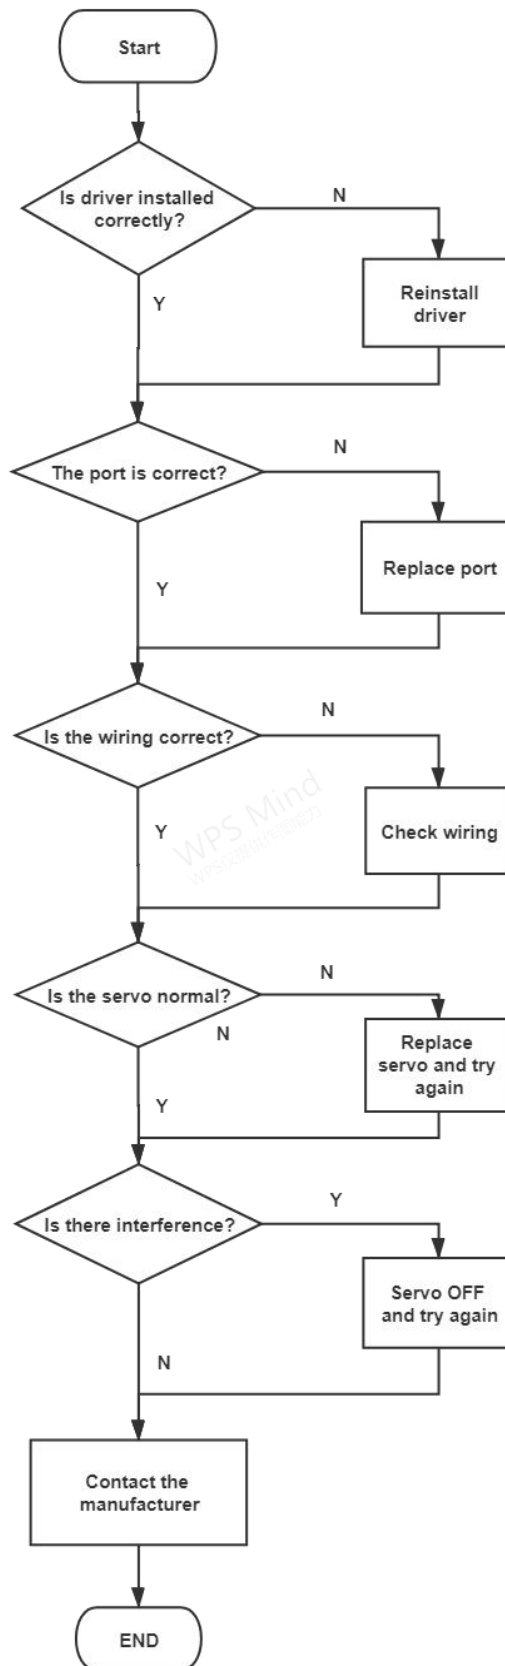 Start
Is driver installed
correctly?
N
Y
Reinstall
driver
The port is correct?
N
Y
Replace port
Is the wiring correct?
N
Y
Check wiring
WPS Mind
Is the servo normal?
N
N
Y
Replace
servo and try
again
Is there interference?
Y
N
Servo OFF
and try again
Contact the
manufacturer
END